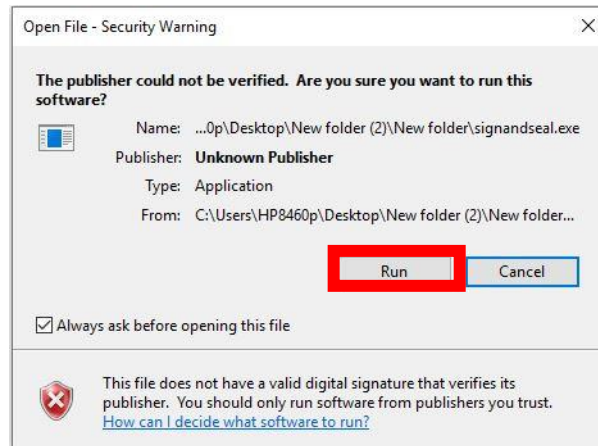 Open File - Security Warning
The publisher could not be verified. Are you sure you want to run this
software?
Name: ...0p\Desktop\New folder (2)\New folder\signandseal.exe
Publisher: Unknown Publisher
Type: Application
From: C:\Users\HP8460p\Desktop\New folder (2)\New folder...
Run Cancel
Always ask before opening this file
This file does not have a valid digital signature that verifies its
publisher. You should only run software from publishers you trust.
How can I decide what software to run?